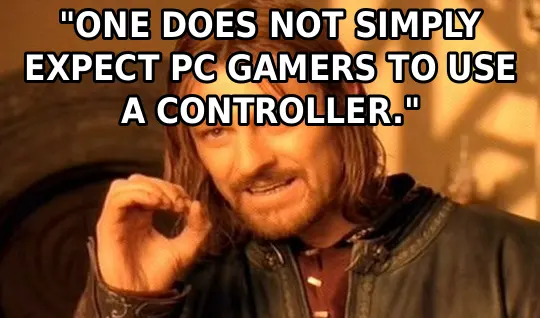 "ONE DOES NOT SIMPLY
EXPECT PC GAMERS TO USE
A CONTROLLER."